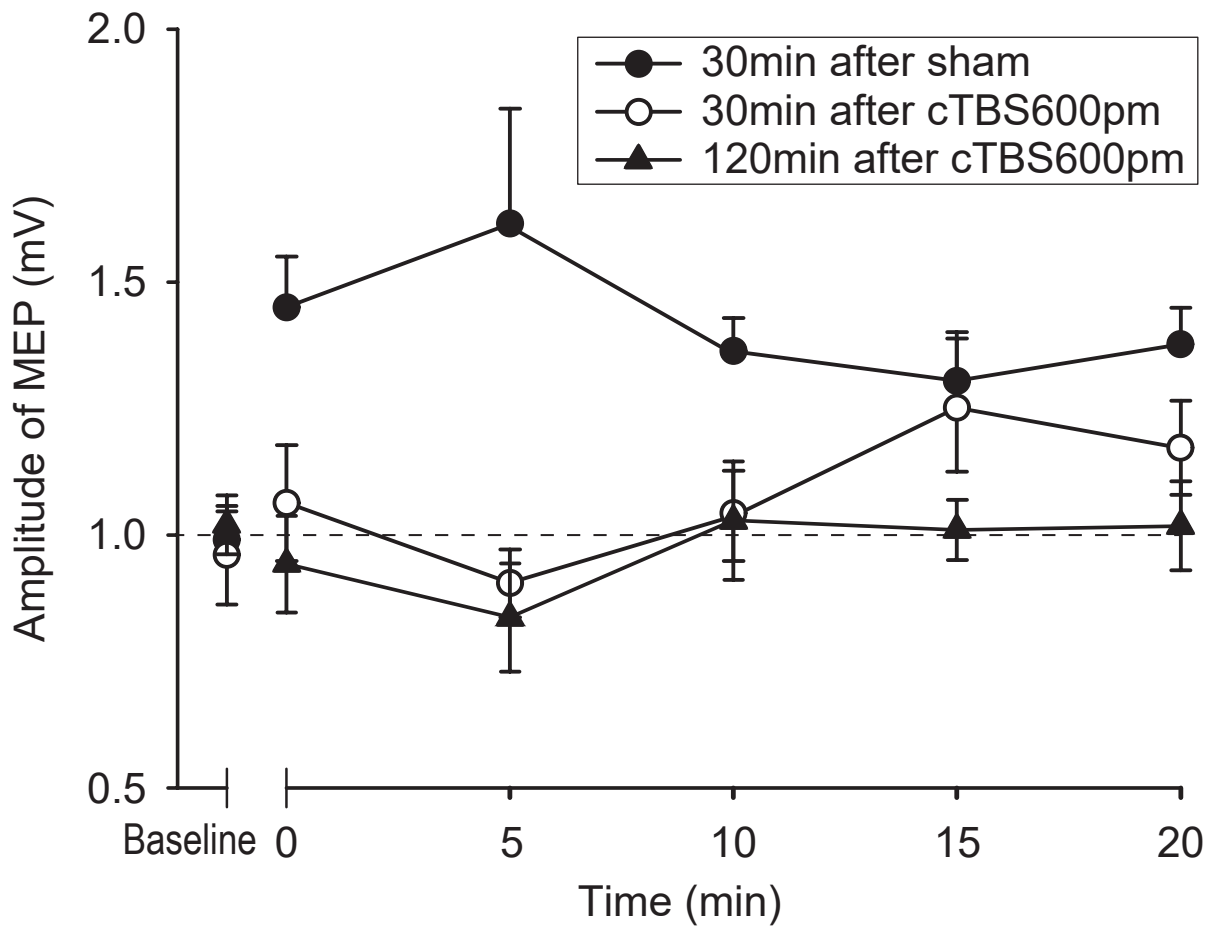 2.0
30min after sham
30min after cTBS600pm
120min after cTBS600pm
1.5
Amplitude of MEP (mV)
1.0
0.5
Baseline 0 5 10 15 20
Time (min)